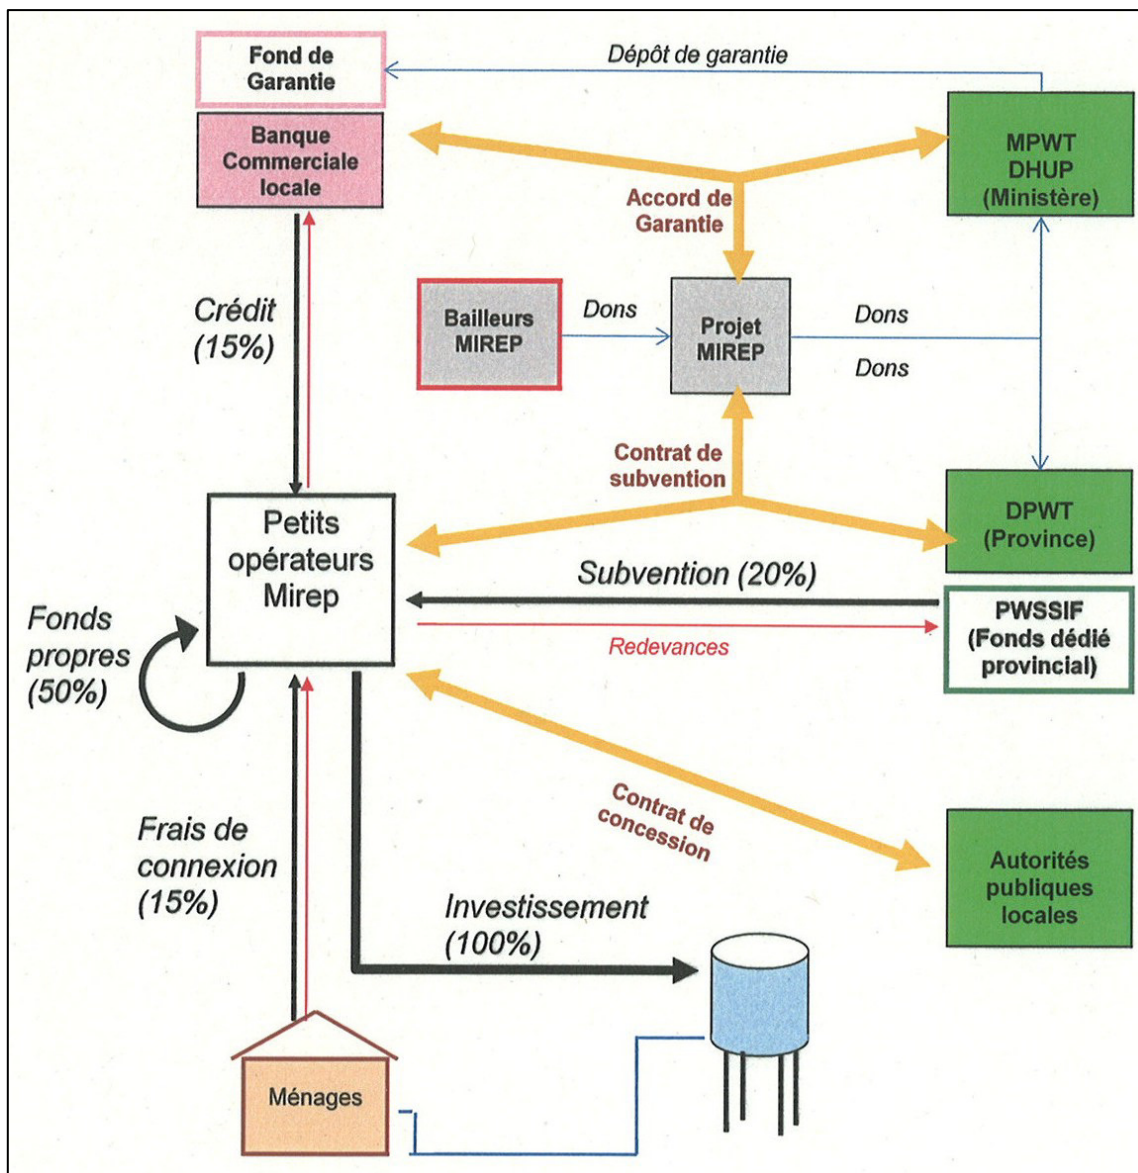 Fond de
Garantie
Dépôt de garantie
Banque
Commerciale
locale
MPWT
DHUP
(Ministère)
Accord de
Garantie
Crédit
(15%)
Bailleurs
MIREP
Dons
Projet
MIREP
Dons
Dons
Contrat de
subvention
Petits
opérateurs
Mirep
DPWT
(Province)
Subvention (20%)
Redevances
PWSSIF
(Fonds dédié
provincial)
Fonds
propres
(50%)
Contrat de
concession
Frais de
connexion
(15%)
Investissement
(100%)
Autorités
publiques
locales
Ménages